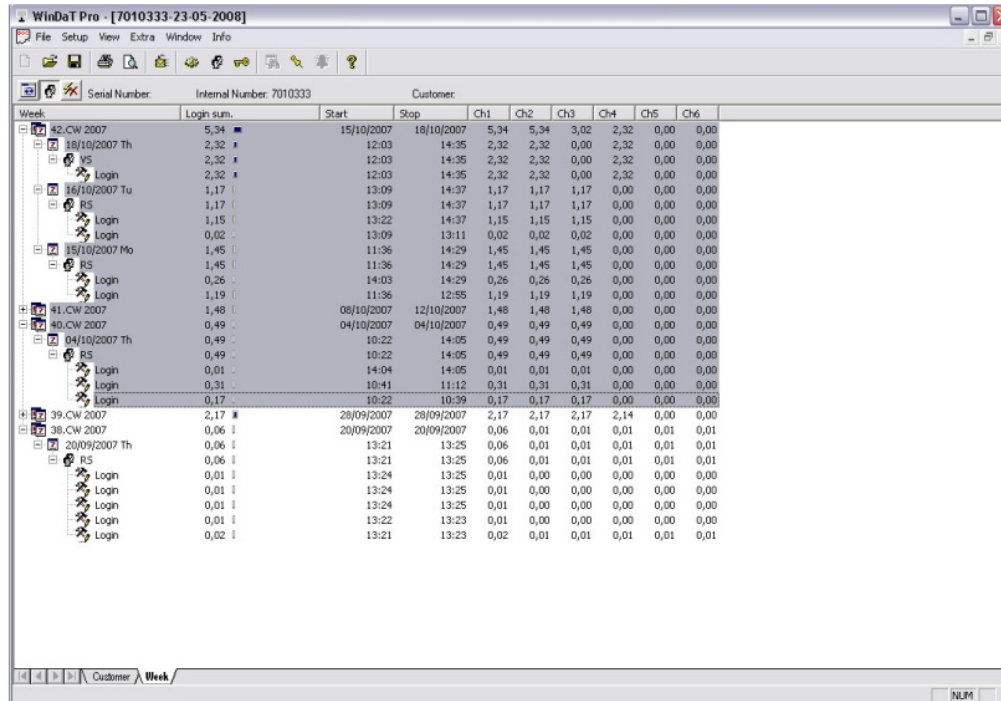 WinDaT Pro - [7010333-23-05-2008]
File Setup View Extra Window Info
Serial Number: Internal Number: 7010333 Customer:
Week Login sum. Start Stop Ch1 Ch2 Ch3 Ch4 Ch5 Ch6
42.CW 2007 5,34 15/10/2007 18/10/2007 5,34 5,34 3,02 2,32 0,00 0,00
18/10/2007 Th 2,32 12:03 14:35 2,32 2,32 0,00 2,32 0,00 0,00
VS 2,32 12:03 14:35 2,32 2,32 0,00 2,32 0,00 0,00
Login 2,32 12:03 14:35 2,32 2,32 0,00 2,32 0,00 0,00
16/10/2007 Tu 1,17 13:09 14:37 1,17 1,17 1,17 0,00 0,00 0,00
RS 1,17 13:09 14:37 1,17 1,17 1,17 0,00 0,00 0,00
Login 1,15 13:22 14:37 1,15 1,15 1,15 0,00 0,00 0,00
Login 0,02 13:09 13:11 0,02 0,02 0,02 0,00 0,00 0,00
15/10/2007 Mo 1,45 11:36 14:29 1,45 1,45 1,45 0,00 0,00 0,00
RS 1,45 11:36 14:29 1,45 1,45 1,45 0,00 0,00 0,00
Login 0,26 14:03 14:29 0,26 0,26 0,26 0,00 0,00 0,00
Login 1,19 11:36 12:55 1,19 1,19 1,19 0,00 0,00 0,00
41.CW 2007 1,48 08/10/2007 12/10/2007 1,48 1,48 1,48 0,00 0,00 0,00
40.CW 2007 0,49 04/10/2007 04/10/2007 0,49 0,49 0,49 0,00 0,00 0,00
04/10/2007 Th 0,49 10:22 14:05 0,49 0,49 0,49 0,00 0,00 0,00
RS 0,49 10:22 14:05 0,49 0,49 0,49 0,00 0,00 0,00
Login 0,01 14:04 14:05 0,01 0,01 0,01 0,00 0,00 0,00
Login 0,31 10:41 11:12 0,31 0,31 0,31 0,00 0,00 0,00
Login 0,17 10:22 10:39 0,17 0,17 0,17 0,00 0,00 0,00
39.CW 2007 2,17 28/09/2007 28/09/2007 2,17 2,17 2,17 2,14 0,00 0,00
38.CW 2007 0,06 20/09/2007 20/09/2007 0,06 0,01 0,01 0,01 0,01 0,01
20/09/2007 Th 0,06 13:21 13:25 0,06 0,01 0,01 0,01 0,01 0,01
RS 0,06 13:21 13:25 0,06 0,01 0,01 0,01 0,01 0,01
Login 0,01 13:24 13:25 0,01 0,00 0,00 0,00 0,00 0,00
Login 0,01 13:24 13:25 0,01 0,00 0,00 0,00 0,00 0,00
Login 0,01 13:24 13:25 0,01 0,00 0,00 0,00 0,00 0,00
Login 0,01 13:22 13:23 0,01 0,00 0,00 0,00 0,00 0,00
Login 0,02 13:21 13:23 0,02 0,01 0,01 0,01 0,01 0,01
Customer Week
NUM